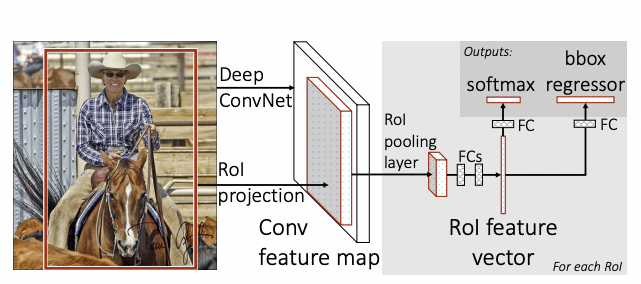 Deep
ConvNet
RoI
projection
Conv
feature map
RoI
pooling
layer
FCs
RoI feature
vector
Outputs:
softmax
bbox
regressor
FC
FC
For each RoI